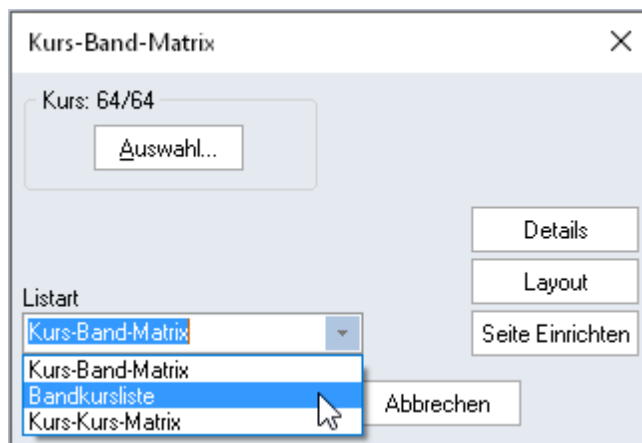 Kurs-Band-Matrix
Kurs: 64/64
Auswahl...
Details
Layout
Listart
Kurs-Band-Matrix
Seite Einrichten
Kurs-Band-Matrix
Bandkursliste
Kurs-Kurs-Matrix
Abbrechen